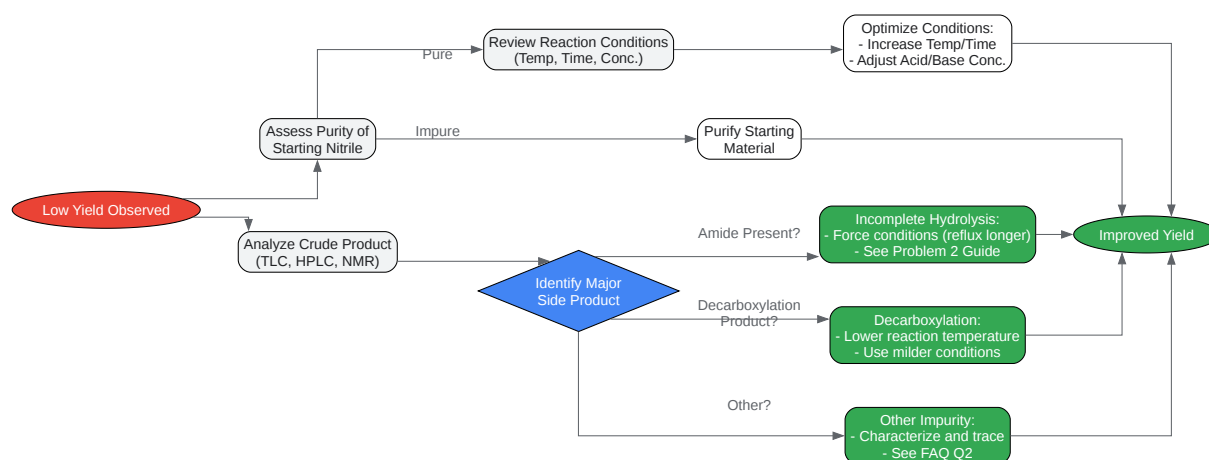 Optimize Conditions:
- Increase Temp/Time
- Adjust Acid/Base Conc.
Review Reaction Conditions
(Temp, Time, Conc.)
Pure
Assess Purity of
Starting Nitrile
Impure
Purify Starting
Material
Low Yield Observed
Analyze Crude Product
(TLC, HPLC, NMR)
Identify Major
Side Product
Amide Present?
Incomplete Hydrolysis:
- Force conditions (reflux longer)
- See Problem 2 Guide
Improved Yield
Decarboxylation
Product?
Decarboxylation:
- Lower reaction temperature
- Use milder conditions
Other?
Other Impurity:
- Characterize and trace
- See FAQ Q2